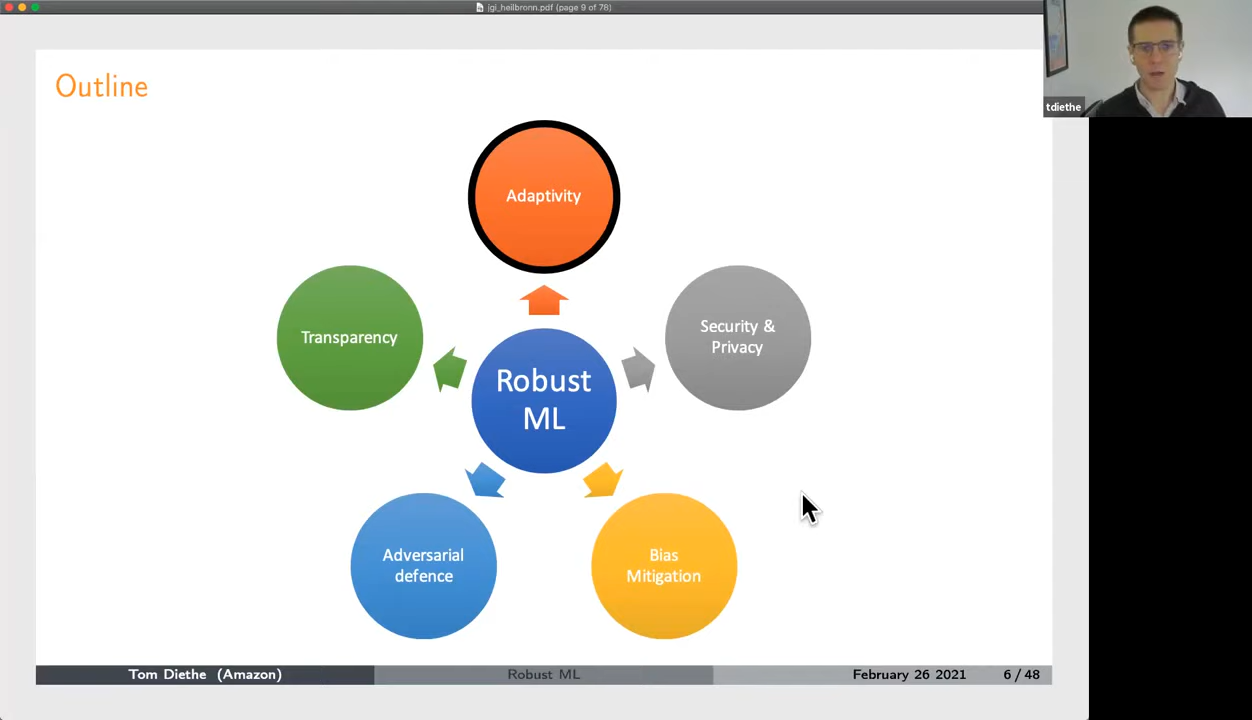 jgi_heilbronn.pdf (page 9 of 78)
tdiethe
Outline
Adaptivity
Transparency
Security &
Privacy
Robust
ML
Adversarial
defence
Bias
Mitigation
Tom Diethe (Amazon)
Robust ML
February 26 2021
6 / 48